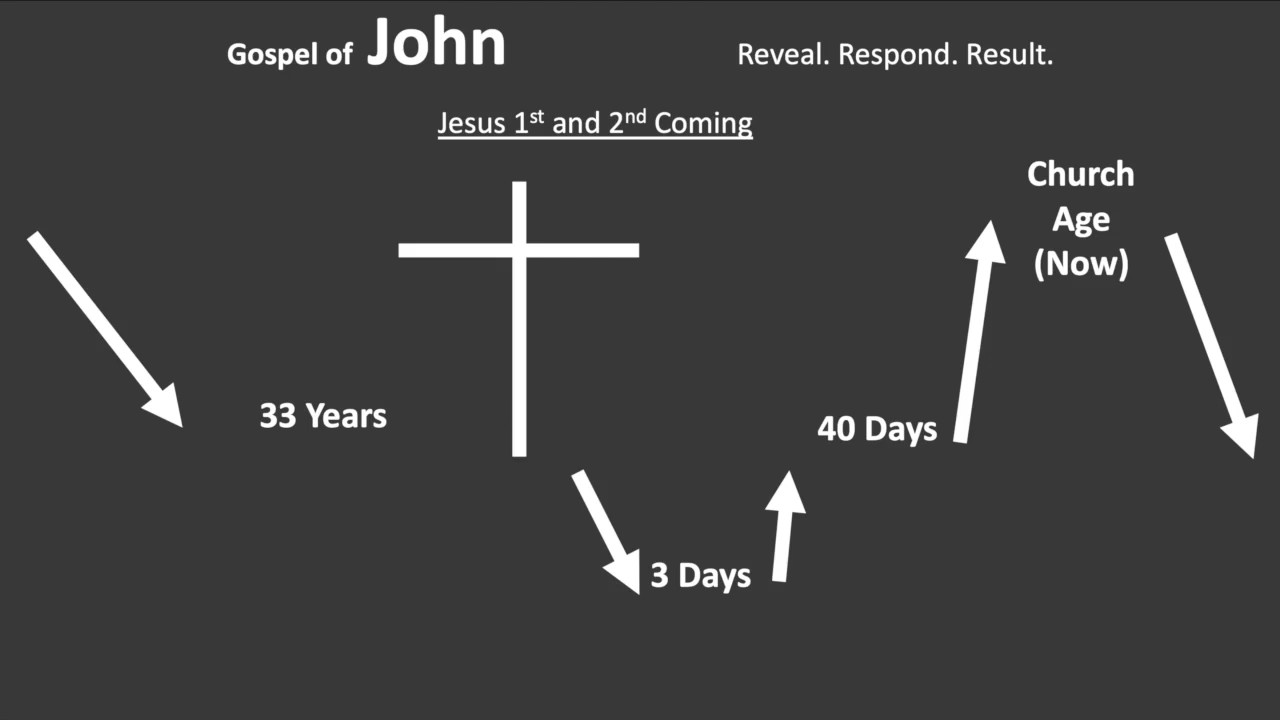 Gospel of John
Reveal. Respond. Result.
Jesus 1st and 2nd Coming
Church
Age
(Now)
33 Years
40 Days
3 Days